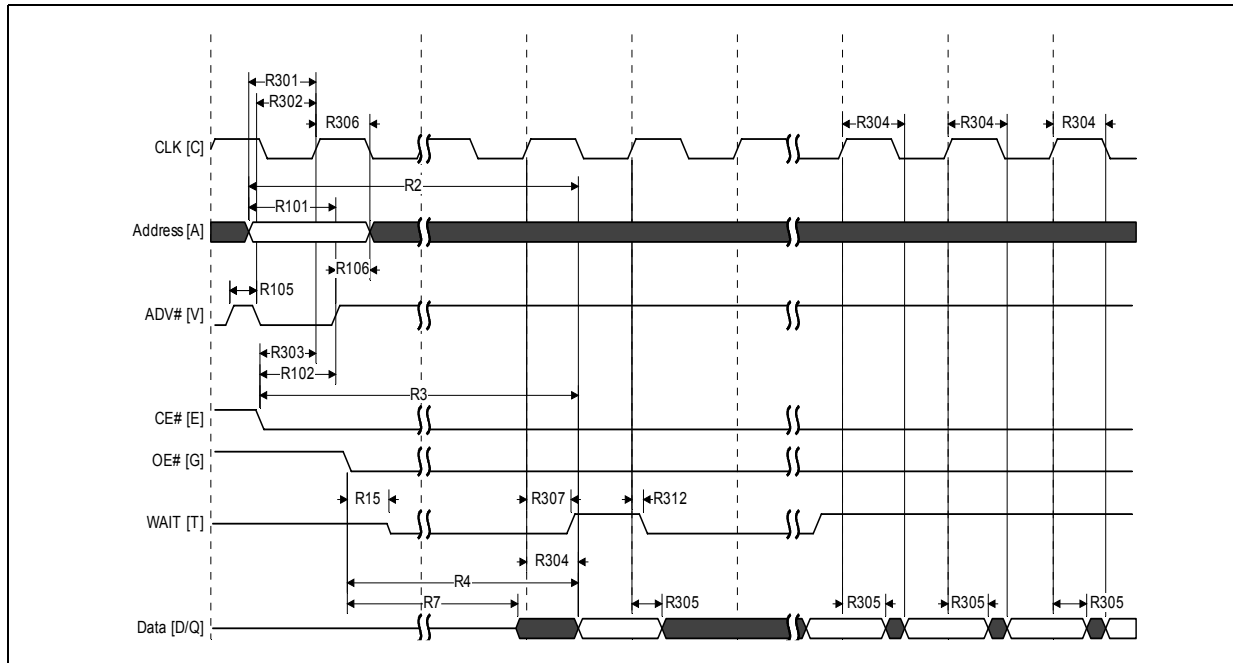 R301
R302
R306
R304 R304 R304
CLK [C]
R2
R101
Address [A]
R106
R105
ADV# [V]
R303
R102
R3
CE# [E]
OE# [G]
R15 R307 R312
WAIT [T]
R304
R4
R7 R305 R305 R305 R305
Data [D/Q]